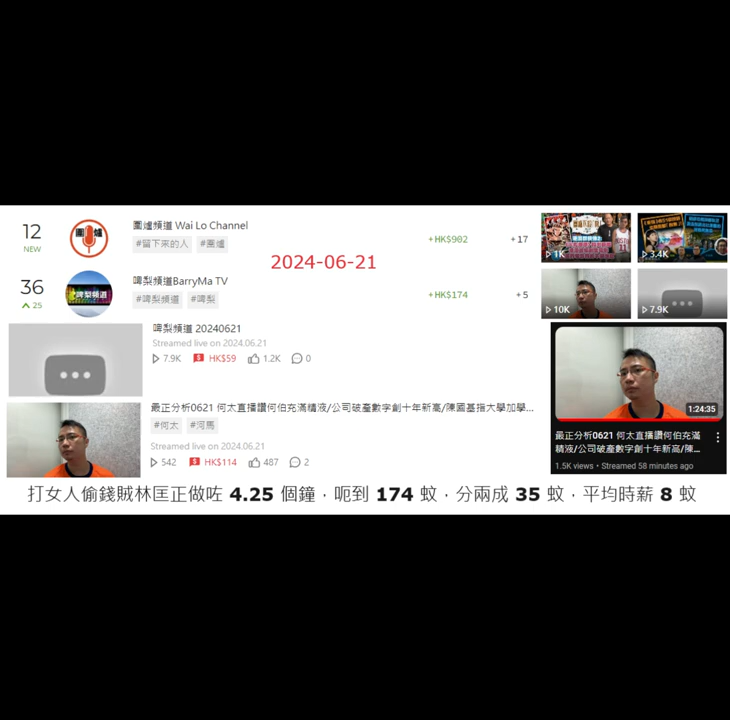 12
NEW
圍爐頻道 Wai Lo Channel
#留下來的人 #圍爐
+HK$902 +17
2024-06-21
36
25
啤梨頻道
啤梨頻道BarryMa TV
#啤梨頻道 #啤梨
+HK$174 +5
1K
3.4K
10K
7.9K
啤梨頻道 20240621
Streamed live on 2024.06.21
7.9K HK$59 1.2K 0
最正分析0621 何太直播讚何伯充滿精液/公司破產數字創十年新高/陳國基指大學加學...
#何太 #河馬
Streamed live on 2024.06.21
542 HK$114 487 2
1:24:35
最正分析0621 何太直播讚何伯充滿
精液/公司破產數字創十年新高/陳...
1.5K views • Streamed 58 minutes ago
打女人偷錢賊林匡正做咗 4.25 個鐘，呃到 174 蚊，分兩成 35 蚊，平均時薪 8 蚊